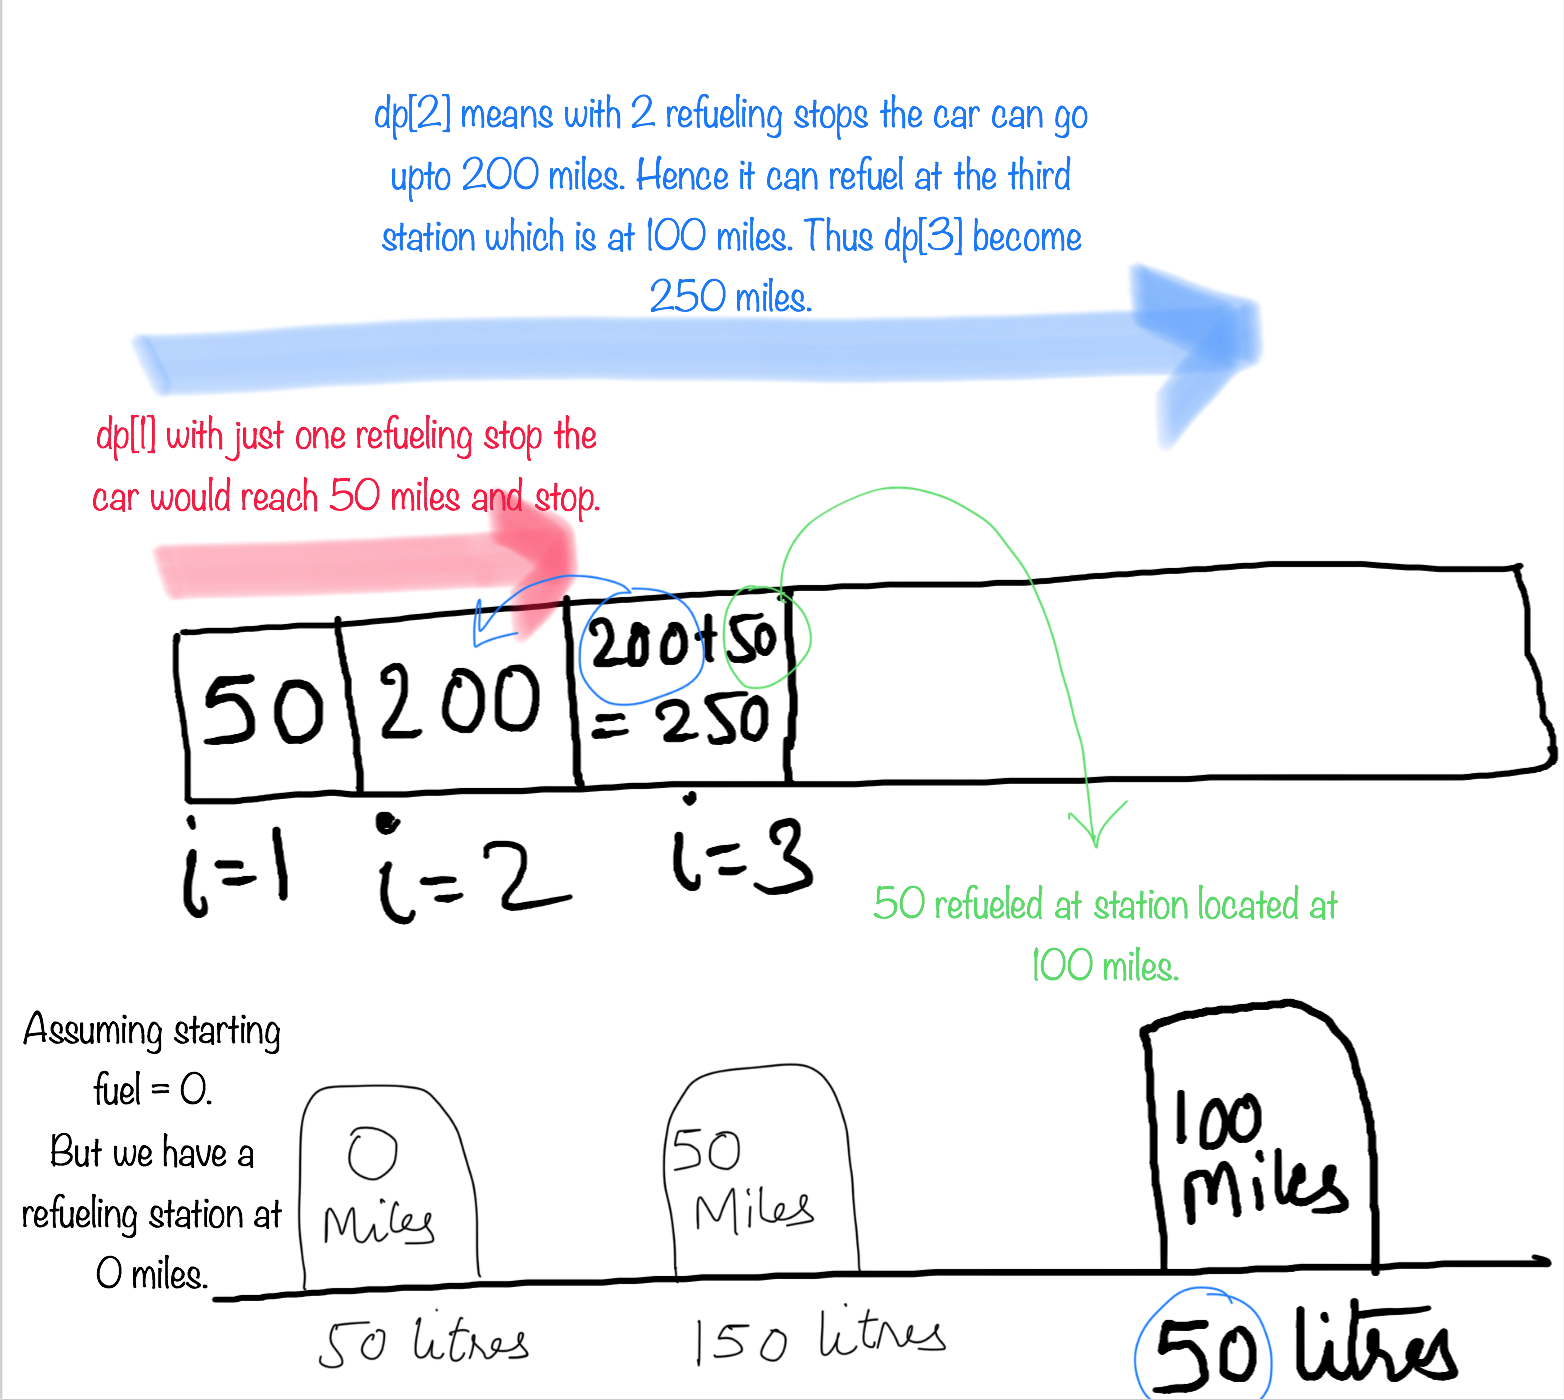 dp[2] means with 2 refueling stops the car can go
upto 200 miles. Hence it can refuel at the third
station which is at 100 miles. Thus dp[3] become
250 miles.
dp[1] with just one refueling stop the
car would reach 50 miles and stop.
50
200
200+50
= 250
i=1
i=2
i=3
50 refueled at station located at
100 miles.
Assuming starting
fuel = 0.
But we have a
refueling station at
0 miles.
0
Miles
50
Miles
100
Miles
50 litres
150 litres
50 litres